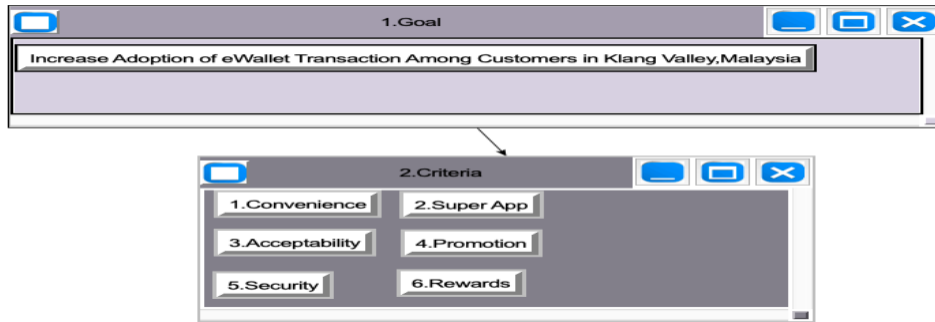 1.Goal
Increase Adoption of eWallet Transaction Among Customers in Klang Valley,Malaysia
2.Criteria
1.Convenience 2.Super App
3.Acceptability 4.Promotion
5.Security 6.Rewards